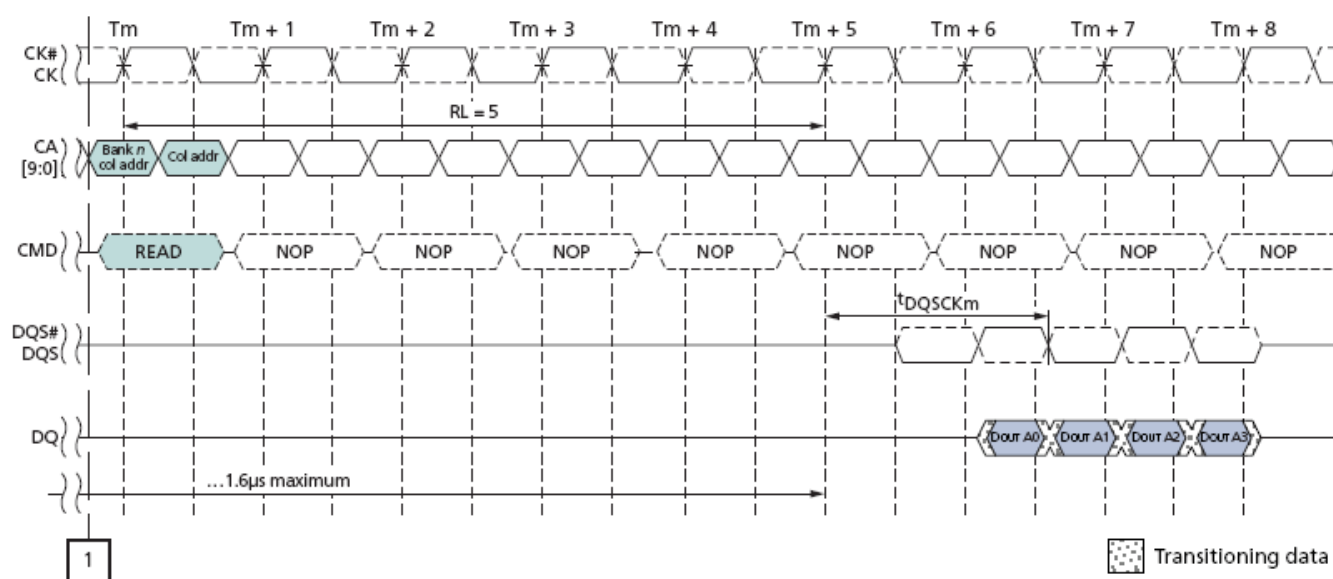 Tm Tm + 1 Tm + 2 Tm + 3 Tm + 4 Tm + 5 Tm + 6 Tm + 7 Tm + 8
CK#
CK
RL = 5
CA
[9:0]
Bank n
col addr
Col addr
CMD
READ NOP NOP NOP NOP NOP NOP NOP NOP
tDQSCKm
DQS#
DQS
DQ
DOUT A0 DOUT A1 DOUT A2 DOUT A3
...1.6µs maximum
1
Transitioning data